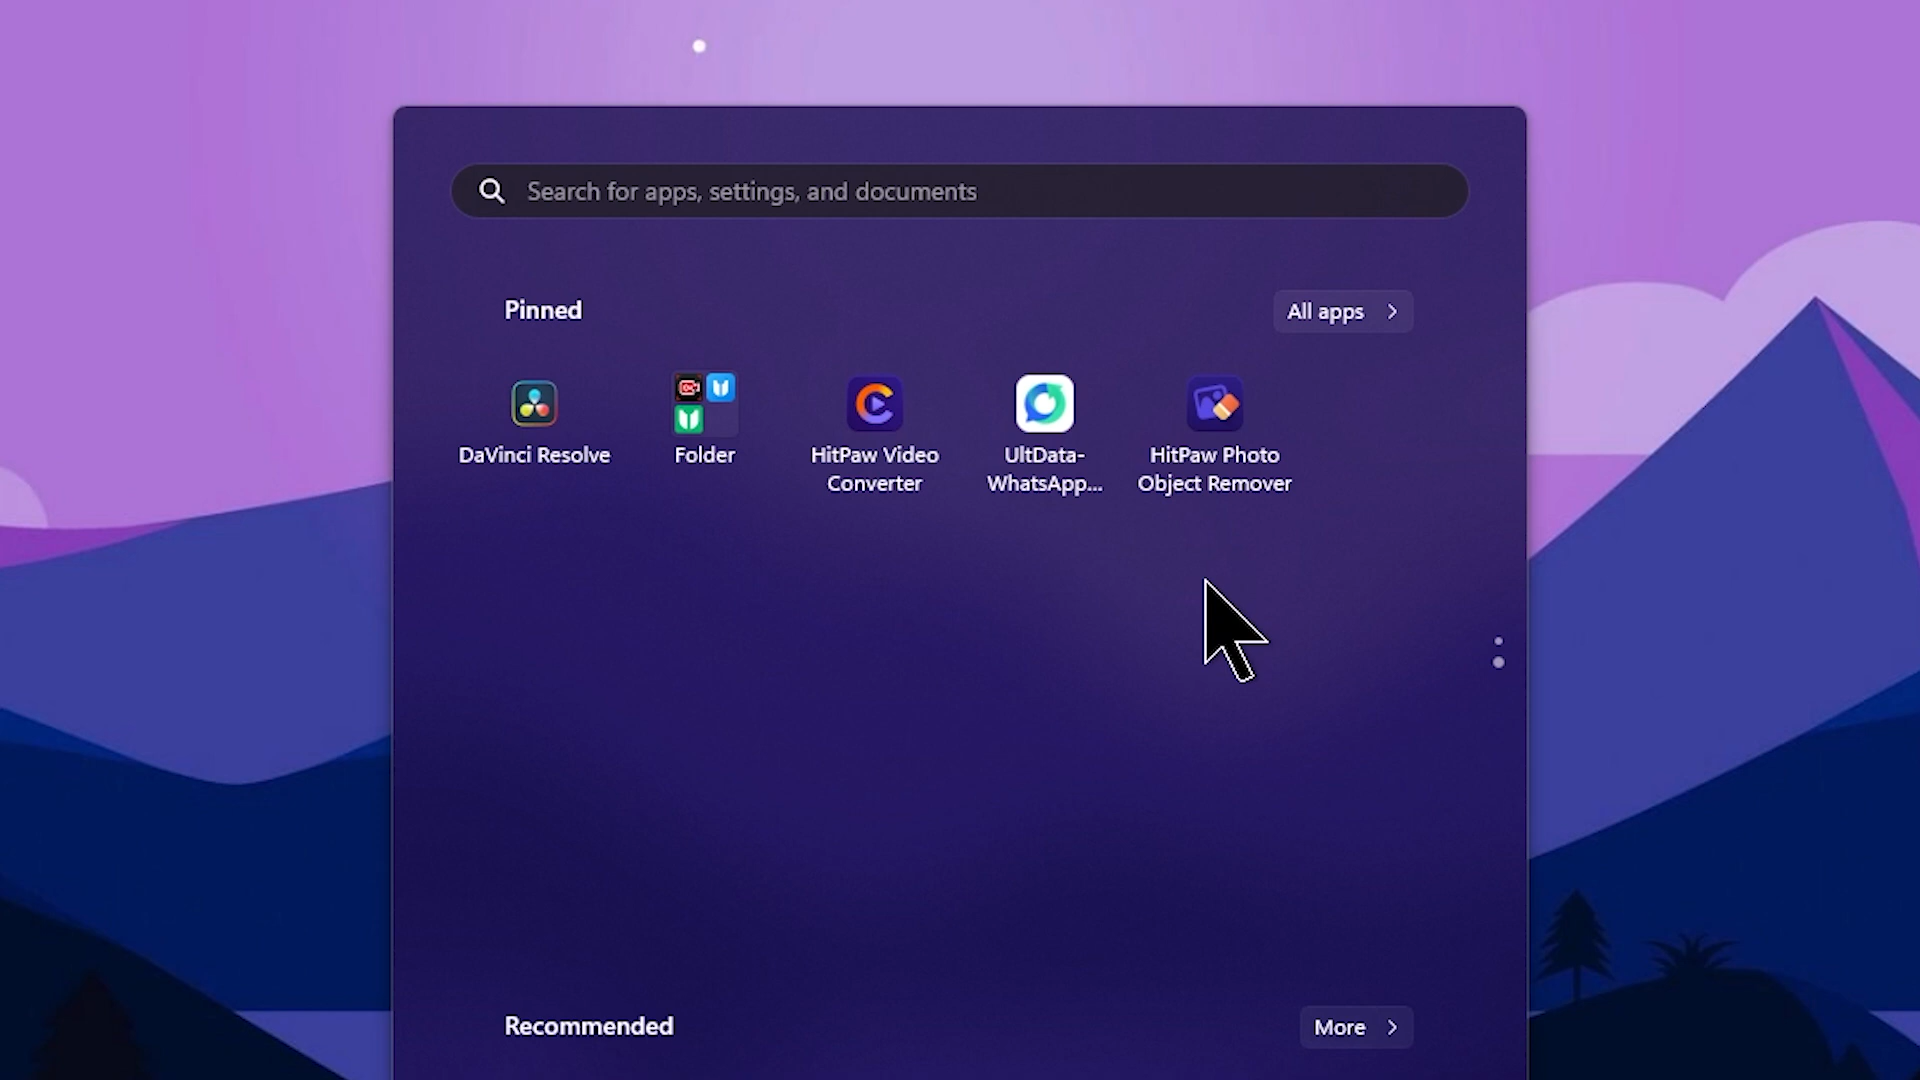 Search for apps, settings, and documents
Pinned
All apps
DaVinci Resolve
Folder
HitPaw Video
Converter
UltData-
WhatsApp...
HitPaw Photo
Object Remover
Recommended
More